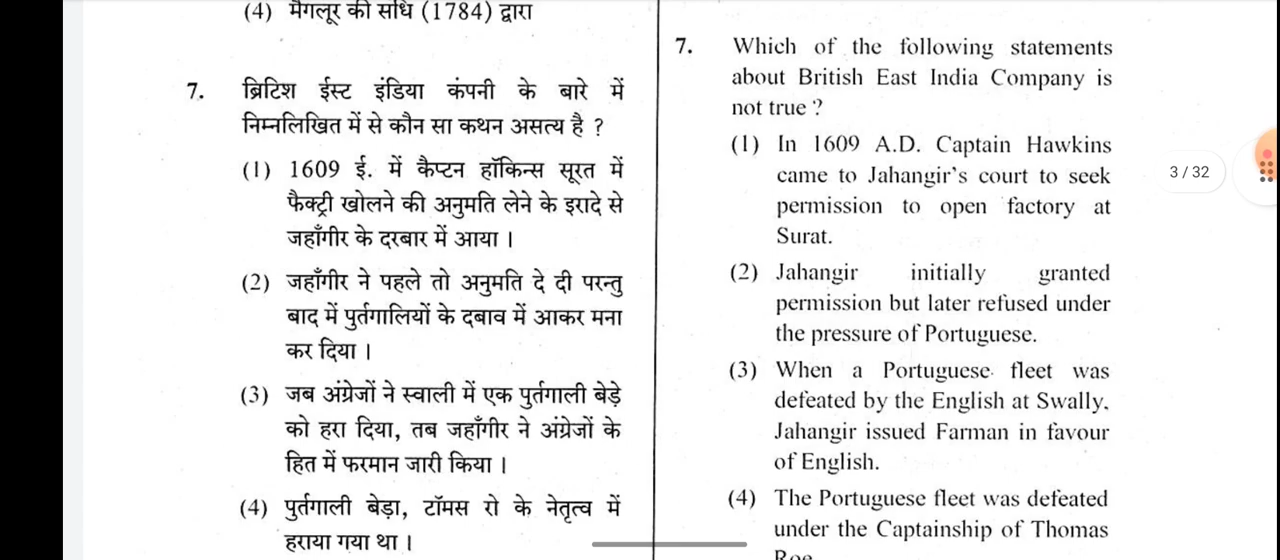 (4) मैंगलूर की संधि (1784) द्वारा
7. ब्रिटिश ईस्ट इंडिया कंपनी के बारे में
निम्नलिखित में से कौन सा कथन असत्य है ?
(1) 1609 ई. में कैप्टन हॉकिन्स सूरत में
फैक्ट्री खोलने की अनुमति लेने के इरादे से
जहाँगीर के दरबार में आया ।
(2) जहाँगीर ने पहले तो अनुमति दे दी परन्तु
बाद में पुर्तगालियों के दबाव में आकर मना
कर दिया ।
(3) जब अंग्रेजों ने स्वाली में एक पुर्तगाली बेड़े
को हरा दिया, तब जहाँगीर ने अंग्रेजों के
हित में फरमान जारी किया ।
(4) पुर्तगाली बेड़ा, टॉमस रो के नेतृत्व में
हराया गया था ।
7. Which of the following statements
about British East India Company is
not true ?
(1) In 1609 A.D. Captain Hawkins
came to Jahangir's court to seek
permission to open factory at
Surat.
(2) Jahangir initially granted
permission but later refused under
the pressure of Portuguese.
(3) When a Portuguese fleet was
defeated by the English at Swally,
Jahangir issued Farman in favour
of English.
(4) The Portuguese fleet was defeated
under the Captainship of Thomas
Roe.
3 / 32